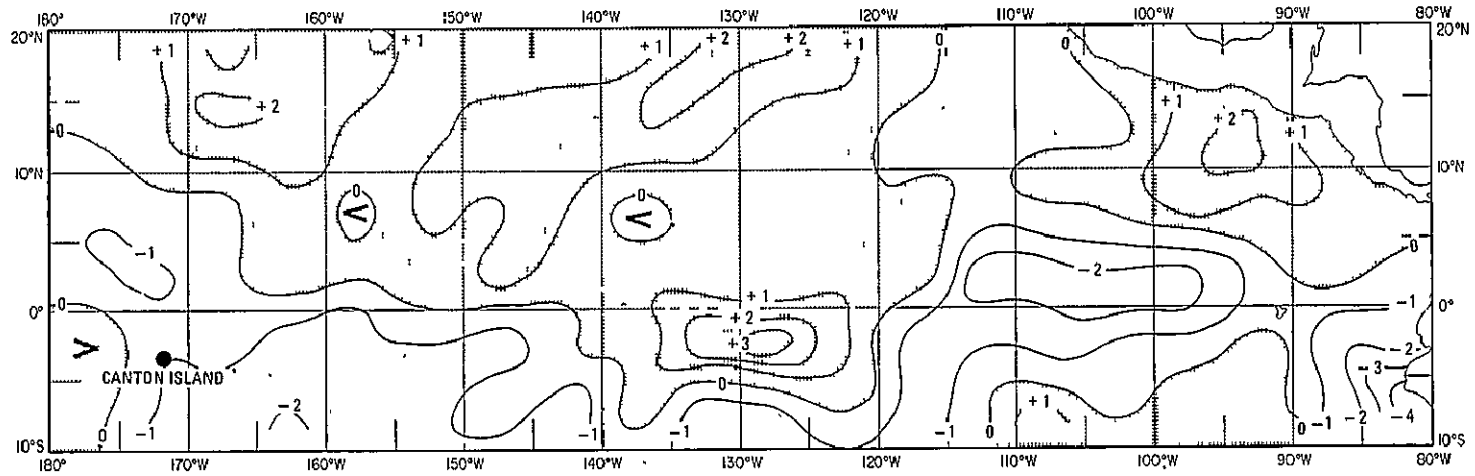 180° 170°W 160°W 150°W 140°W 130°W 120°W 110°W 100°W 90°W 80°W
20°N +1 +1 +1 +2 +2 +1 0 0 20°N
+2 +1 +2 +1
0
10°N 10°N
0 0
V V
-1 0
-2
0 +1 -1
0° +2 0°
+3
V -2
CANTON ISLAND -3
0
-2 +1 -4
-1 -2
10°S 0 -1 -1 -1 -1 0 0 -1 10°S
180° 170°W 160°W 150°W 140°W 130°W 120°W 110°W 100°W 90°W 80°W